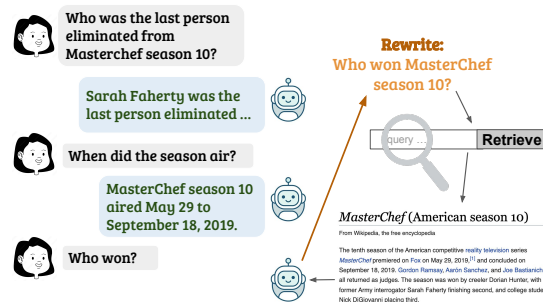 Who was the last person
eliminated from
Masterchef season 10?
Sarah Faherty was the
last person eliminated ...
When did the season air?
MasterChef season 10
aired May 29 to
September 18, 2019.
Who won?
Rewrite:
Who won MasterChef
season 10?
query ...
Retrieve
MasterChef (American season 10)
From Wikipedia, the free encyclopedia
The tenth season of the American competitive reality television series
MasterChef premiered on Fox on May 29, 2019,[1] and concluded on
September 18, 2019. Gordon Ramsay, Aarón Sanchez, and Joe Bastianich
all returned as judges. The season was won by creeler Dorian Hunter, with
former Army interrogator Sarah Faherty finishing second, and college stude
Nick DiGiovanni placing third.